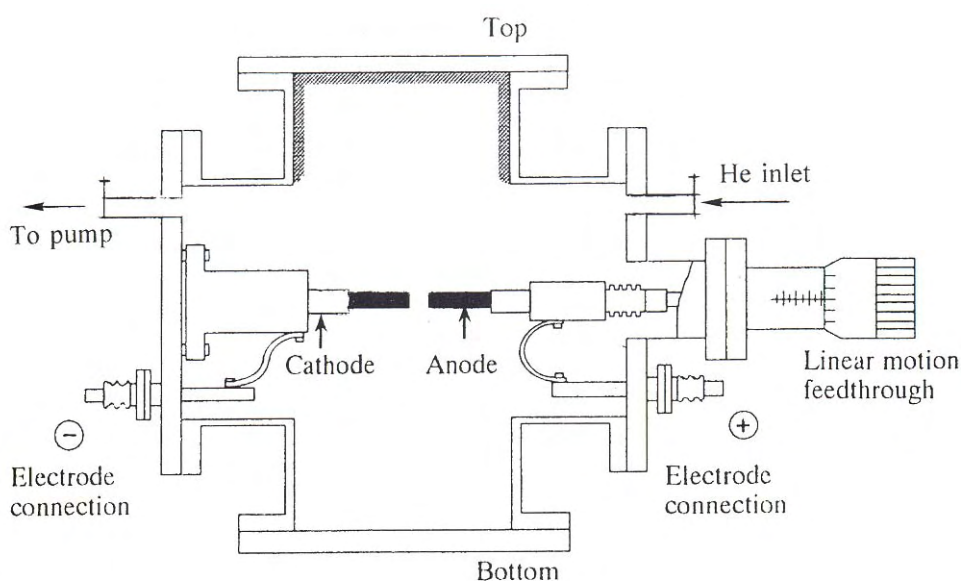 Top
He inlet
To pump
Cathode
Anode
Linear motion
feedthrough
−
+
Electrode
connection
Electrode
connection
Bottom